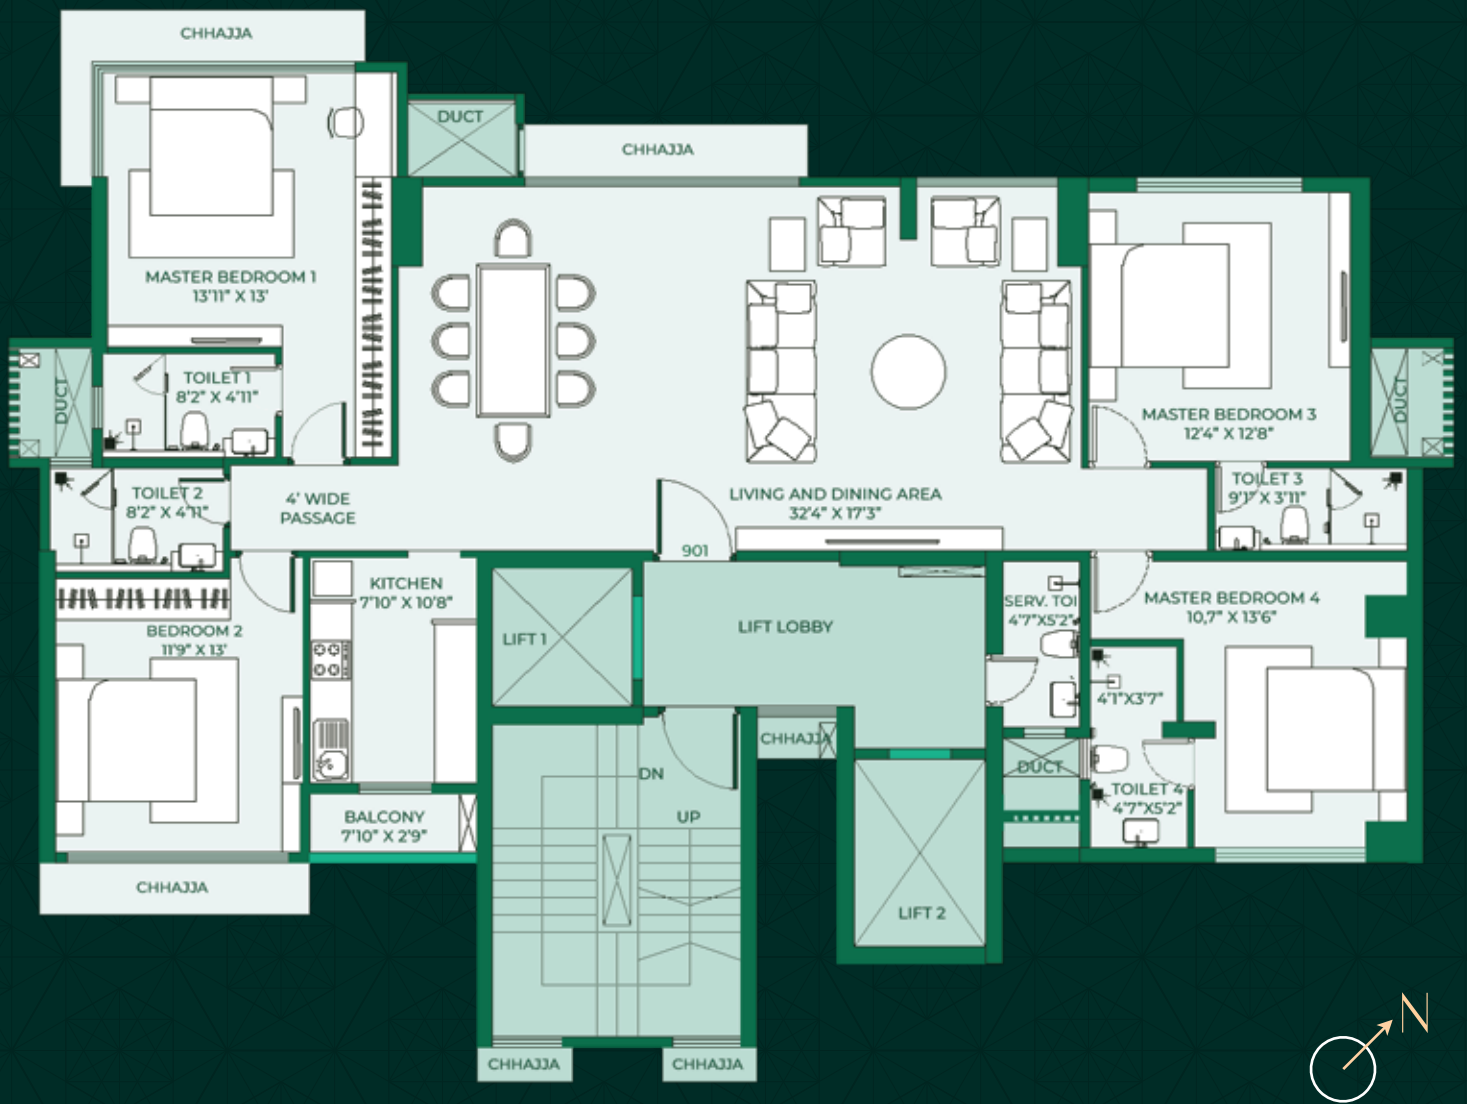 CHHAJJA
DUCT
CHHAJJA
MASTER BEDROOM 1
13'11" X 13'
TOILET 1
8'2" X 4'11"
DUCT
TOILET 2
8'2" X 4'11"
4' WIDE
PASSAGE
LIVING AND DINING AREA
32'4" X 17'3"
901
MASTER BEDROOM 3
12'4" X 12'8"
DUCT
TOILET 3
9'1" X 3'11"
KITCHEN
7'10" X 10'8"
BEDROOM 2
11'9" X 13'
LIFT 1
LIFT LOBBY
SERV. TOI
4'7"X5'2"
MASTER BEDROOM 4
10,7" X 13'6"
4'1"X3'7"
CHHAJJA
DUCT
DN
UP
TOILET 4
4'7"X5'2"
BALCONY
7'10" X 2'9"
CHHAJJA
LIFT 2
CHHAJJA
CHHAJJA
N